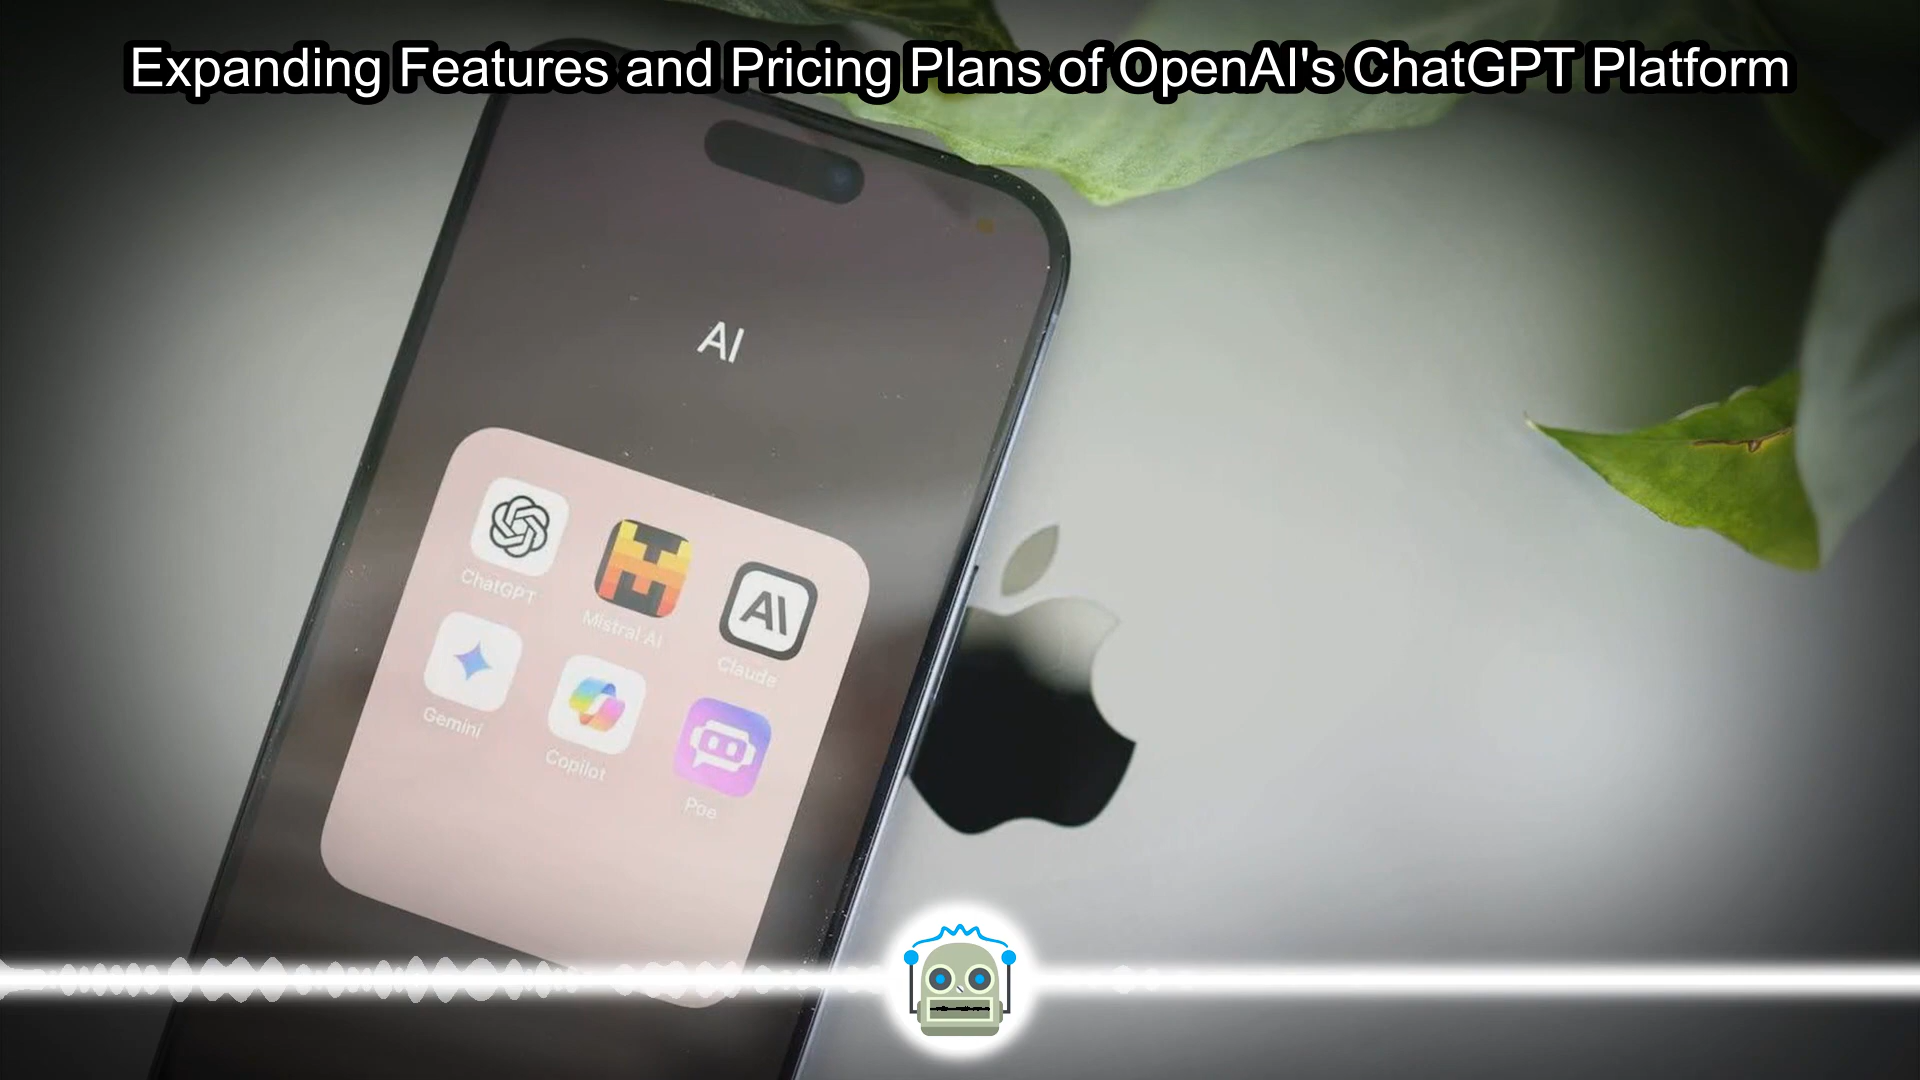 Expanding Features and Pricing Plans of OpenAI's ChatGPT Platform
AI
ChatGPT
Mistral AI
AI
Claude
Gemini
Copilot
Poe